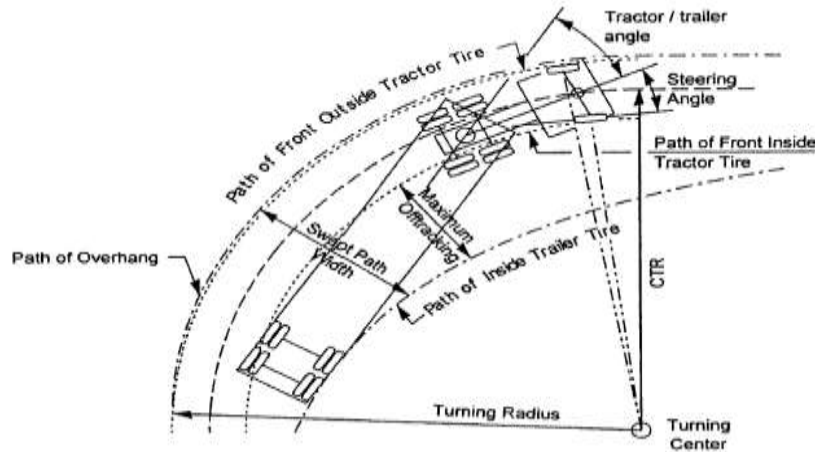 Tractor / trailer
angle
Steering
Angle
Path of Front Outside Tractor Tire
Path of Front Inside
Tractor Tire
Maximum
Offtracking
Swept Path
Width
Path of Overhang
Path of Inside Trailer Tire
CTR
Turning Radius
Turning
Center